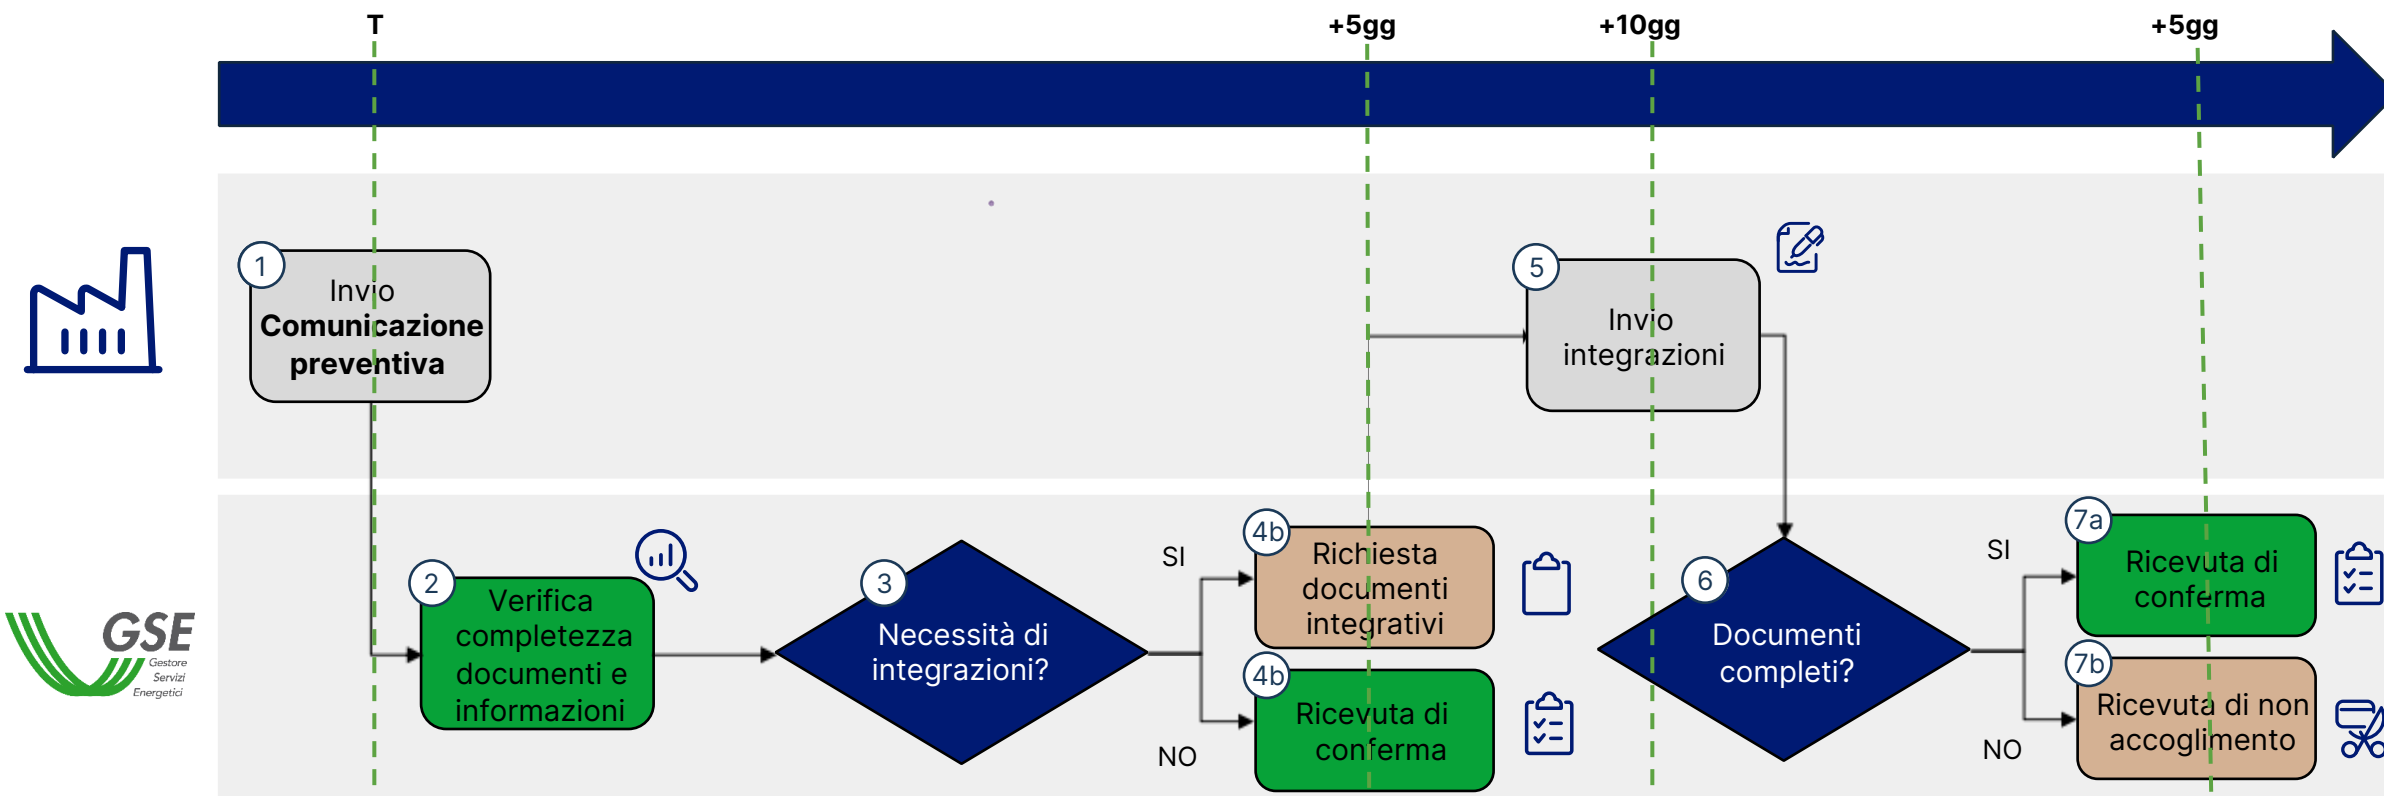 T
+5gg
+10gg
+5gg
1
Invio
Comunicazione
preventiva
5
Invio
integrazioni
GSE
Gestore
Servizi
Energetici
2
Verifica
completezza
documenti e
informazioni
3
Necessità di
integrazioni?
SI
NO
4b
Richiesta
documenti
integrativi
4b
Ricevuta di
conferma
6
Documenti
completi?
SI
NO
7a
Ricevuta di
conferma
7b
Ricevuta di non
accoglimento